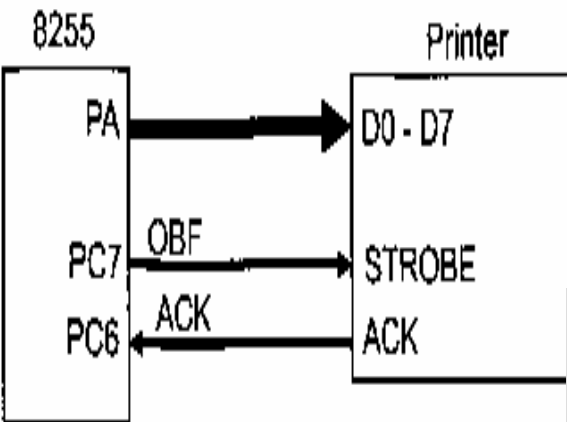 8255
Printer
PA
D0 - D7
OBF
PC7
STROBE
ACK
PC6
ACK